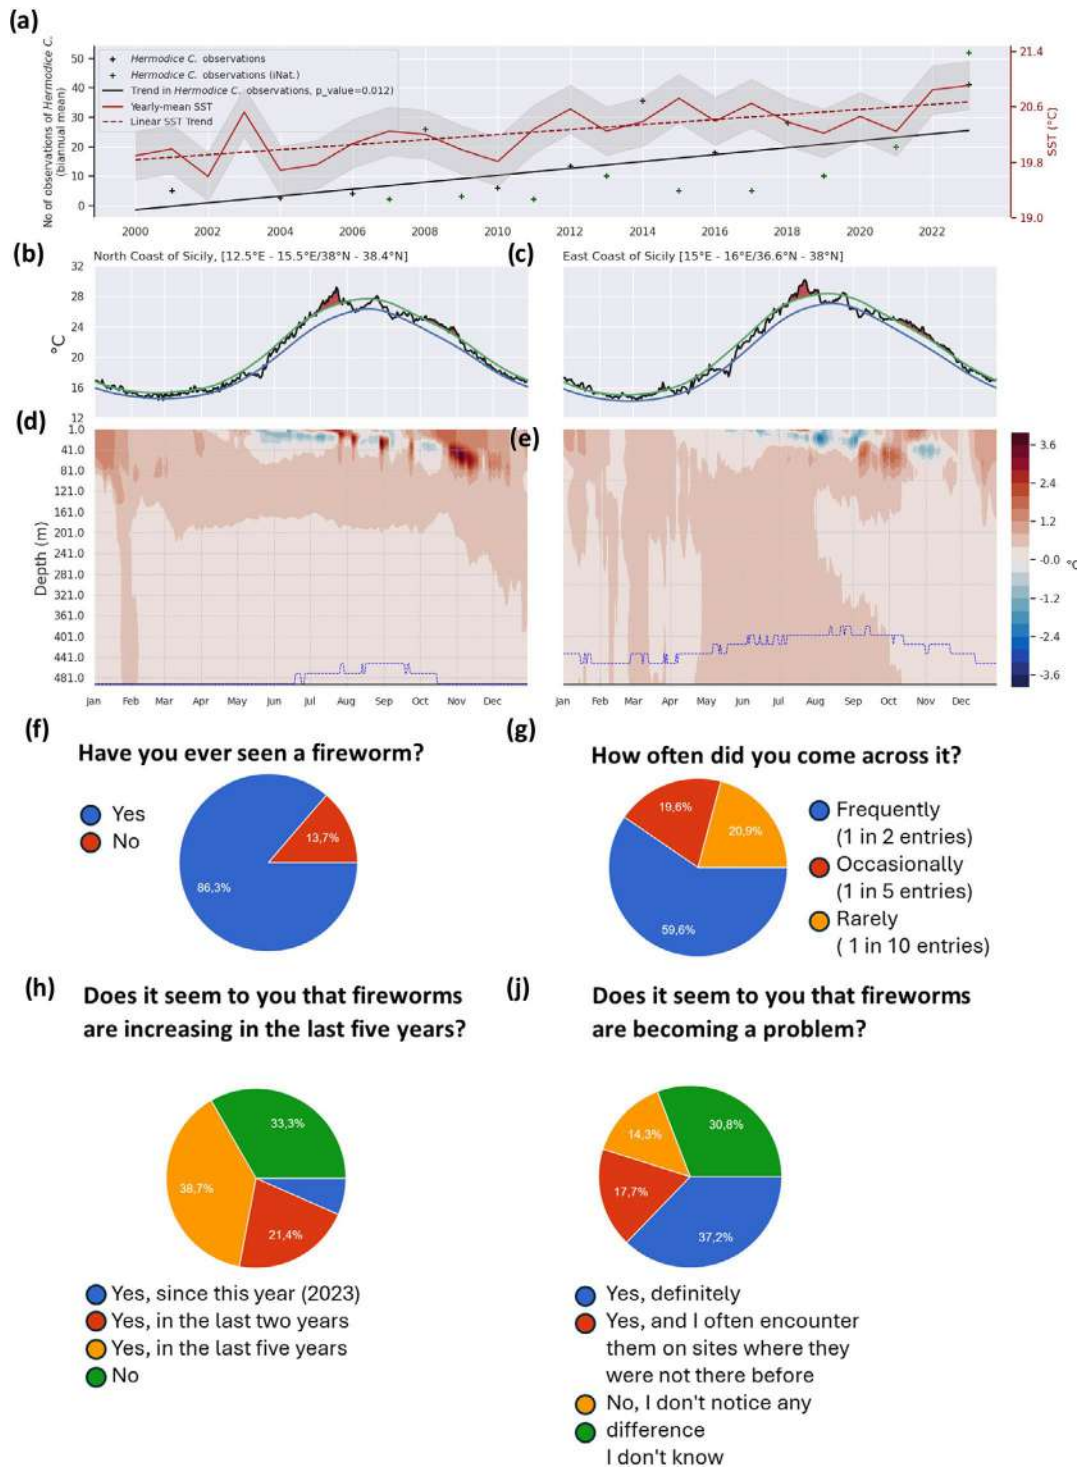 (a)
No of observations of Hermodice C.
(biannual mean)
50
40
30
20
10
0
Hermodice C. observations
Hermodice C. observations (iNat.)
Trend in Hermodice C. observations, p_value=0.012)
Yearly-mean SST
Linear SST Trend
21.4
20.6
19.8
19.0
SST (°C)
2000 2002 2004 2006 2008 2010 2012 2014 2016 2018 2020 2022
(b)
North Coast of Sicily, [12.5°E - 15.5°E/38°N - 38.4°N]
(c)
East Coast of Sicily [15°E - 16°E/36.6°N - 38°N]
32
28
24
20
16
12
°C
(d)
(e)
1.0
41.0
81.0
121.0
161.0
201.0
241.0
281.0
321.0
361.0
401.0
441.0
481.0
Depth (m)
Jan Feb Mar Apr May Jun Jul Aug Sep Oct Nov Dec
Jan Feb Mar Apr May Jun Jul Aug Sep Oct Nov Dec
3.6
2.4
1.2
-0.0
-1.2
-2.4
-3.6
°C
(f)
Have you ever seen a fireworm?
Yes
No
13,7%
86,3%
(g)
How often did you come across it?
19,6%
20,9%
59,6%
Frequently
(1 in 2 entries)
Occasionally
(1 in 5 entries)
Rarely
( 1 in 10 entries)
(h)
Does it seem to you that fireworms
are increasing in the last five years?
33,3%
38,7%
21,4%
Yes, since this year (2023)
Yes, in the last two years
Yes, in the last five years
No
(j)
Does it seem to you that fireworms
are becoming a problem?
30,8%
14,3%
17,7%
37,2%
Yes, definitely
Yes, and I often encounter
them on sites where they
were not there before
No, I don't notice any
difference
I don't know